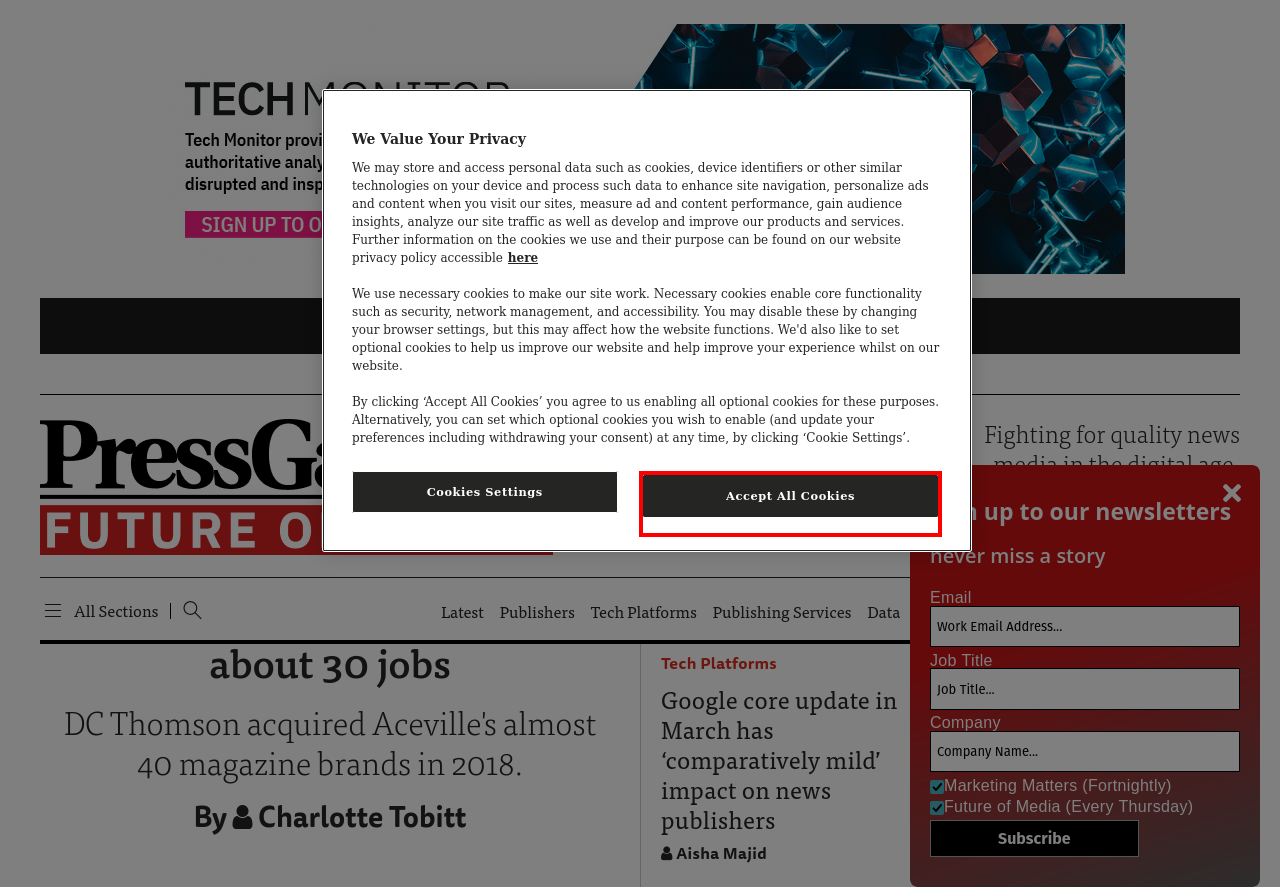 TECH MONITOR
Tech Monitor provi
authoritative analy
disrupted and insp
SIGN UP TO O
We Value Your Privacy
We may store and access personal data such as cookies, device identifiers or other similar
technologies on your device and process such data to enhance site navigation, personalize ads
and content when you visit our sites, measure ad and content performance, gain audience
insights, analyze our site traffic as well as develop and improve our products and services.
Further information on the cookies we use and their purpose can be found on our website
privacy policy accessible here
We use necessary cookies to make our site work. Necessary cookies enable core functionality
such as security, network management, and accessibility. You may disable these by changing
your browser settings, but this may affect how the website functions. We'd also like to set
optional cookies to help us improve our website and help improve your experience whilst on our
website.
By clicking ‘Accept All Cookies’ you agree to us enabling all optional cookies for these purposes.
Alternatively, you can set which optional cookies you wish to enable (and update your
preferences including withdrawing your consent) at any time, by clicking ‘Cookie Settings’.
Cookies Settings
Accept All Cookies
PressGa
FUTURE O
Fighting for quality news
media in the digital age
n up to our newsletters
never miss a story
Email
Work Email Address...
Job Title
Job Title...
Company
Company Name...
Marketing Matters (Fortnightly)
Future of Media (Every Thursday)
Subscribe
All Sections
Latest Publishers Tech Platforms Publishing Services Data
about 30 jobs
DC Thomson acquired Aceville's almost
40 magazine brands in 2018.
By Charlotte Tobitt
Tech Platforms
Google core update in
March has
‘comparatively mild’
impact on news
publishers
Aisha Majid